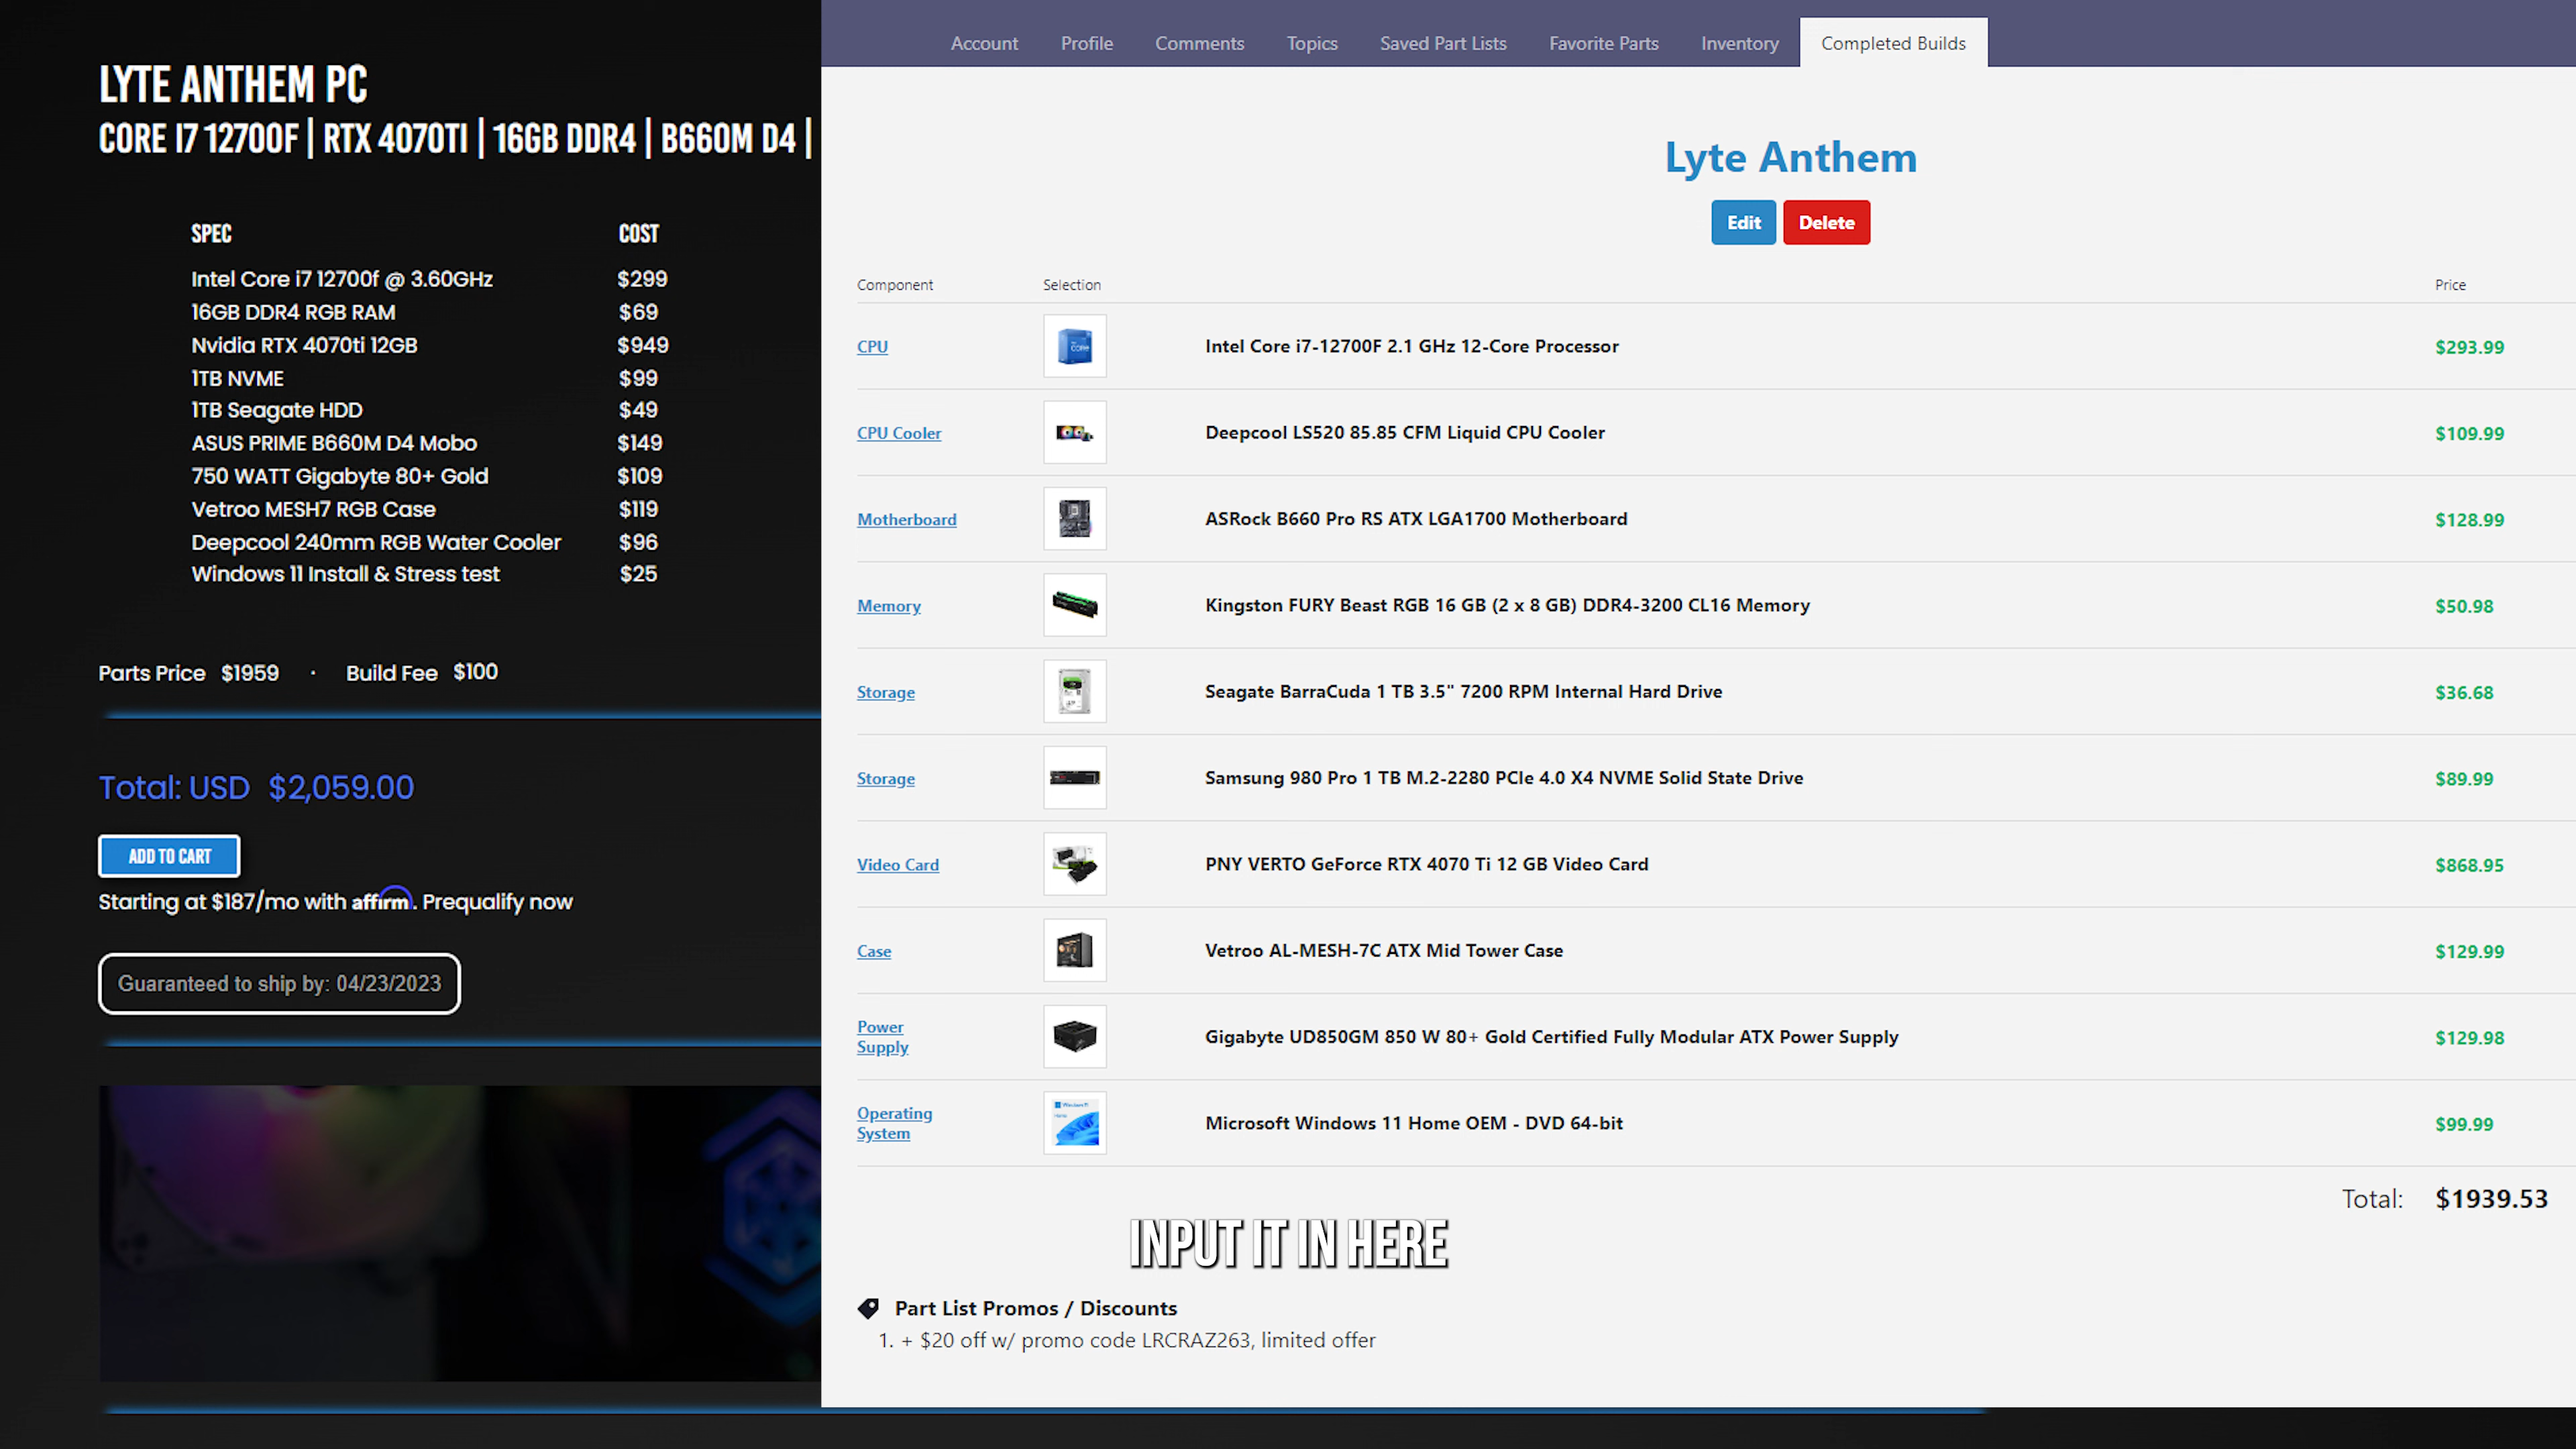 LYTE ANTHEM PC
CORE I7 12700F | RTX 4070TI | 16GB DDR4 | B660M D4 |
SPEC COST
Intel Core i7 12700f @ 3.60GHz $299
16GB DDR4 RGB RAM $69
Nvidia RTX 4070ti 12GB $949
1TB NVME $99
1TB Seagate HDD $49
ASUS PRIME B660M D4 Mobo $149
750 WATT Gigabyte 80+ Gold $109
Vetroo MESH7 RGB Case $119
Deepcool 240mm RGB Water Cooler $96
Windows 11 Install & Stress test $25
Parts Price $1959 · Build Fee $100
Total: USD $2,059.00
ADD TO CART
Starting at $187/mo with affirm. Prequalify now
Guaranteed to ship by: 04/23/2023
Account Profile Comments Topics Saved Part Lists Favorite Parts Inventory Completed Builds
Lyte Anthem
Edit Delete
Component Selection Price
CPU Intel Core i7-12700F 2.1 GHz 12-Core Processor $293.99
CPU Cooler Deepcool LS520 85.85 CFM Liquid CPU Cooler $109.99
Motherboard ASRock B660 Pro RS ATX LGA1700 Motherboard $128.99
Memory Kingston FURY Beast RGB 16 GB (2 x 8 GB) DDR4-3200 CL16 Memory $50.98
Storage Seagate BarraCuda 1 TB 3.5" 7200 RPM Internal Hard Drive $36.68
Storage Samsung 980 Pro 1 TB M.2-2280 PCIe 4.0 X4 NVME Solid State Drive $89.99
Video Card PNY VERTO GeForce RTX 4070 Ti 12 GB Video Card $868.95
Case Vetroo AL-MESH-7C ATX Mid Tower Case $129.99
Power Supply Gigabyte UD850GM 850 W 80+ Gold Certified Fully Modular ATX Power Supply $129.98
Operating System Microsoft Windows 11 Home OEM - DVD 64-bit $99.99
Total: $1939.53
INPUT IT IN HERE
Part List Promos / Discounts
1. + $20 off w/ promo code LRCRAZ263, limited offer